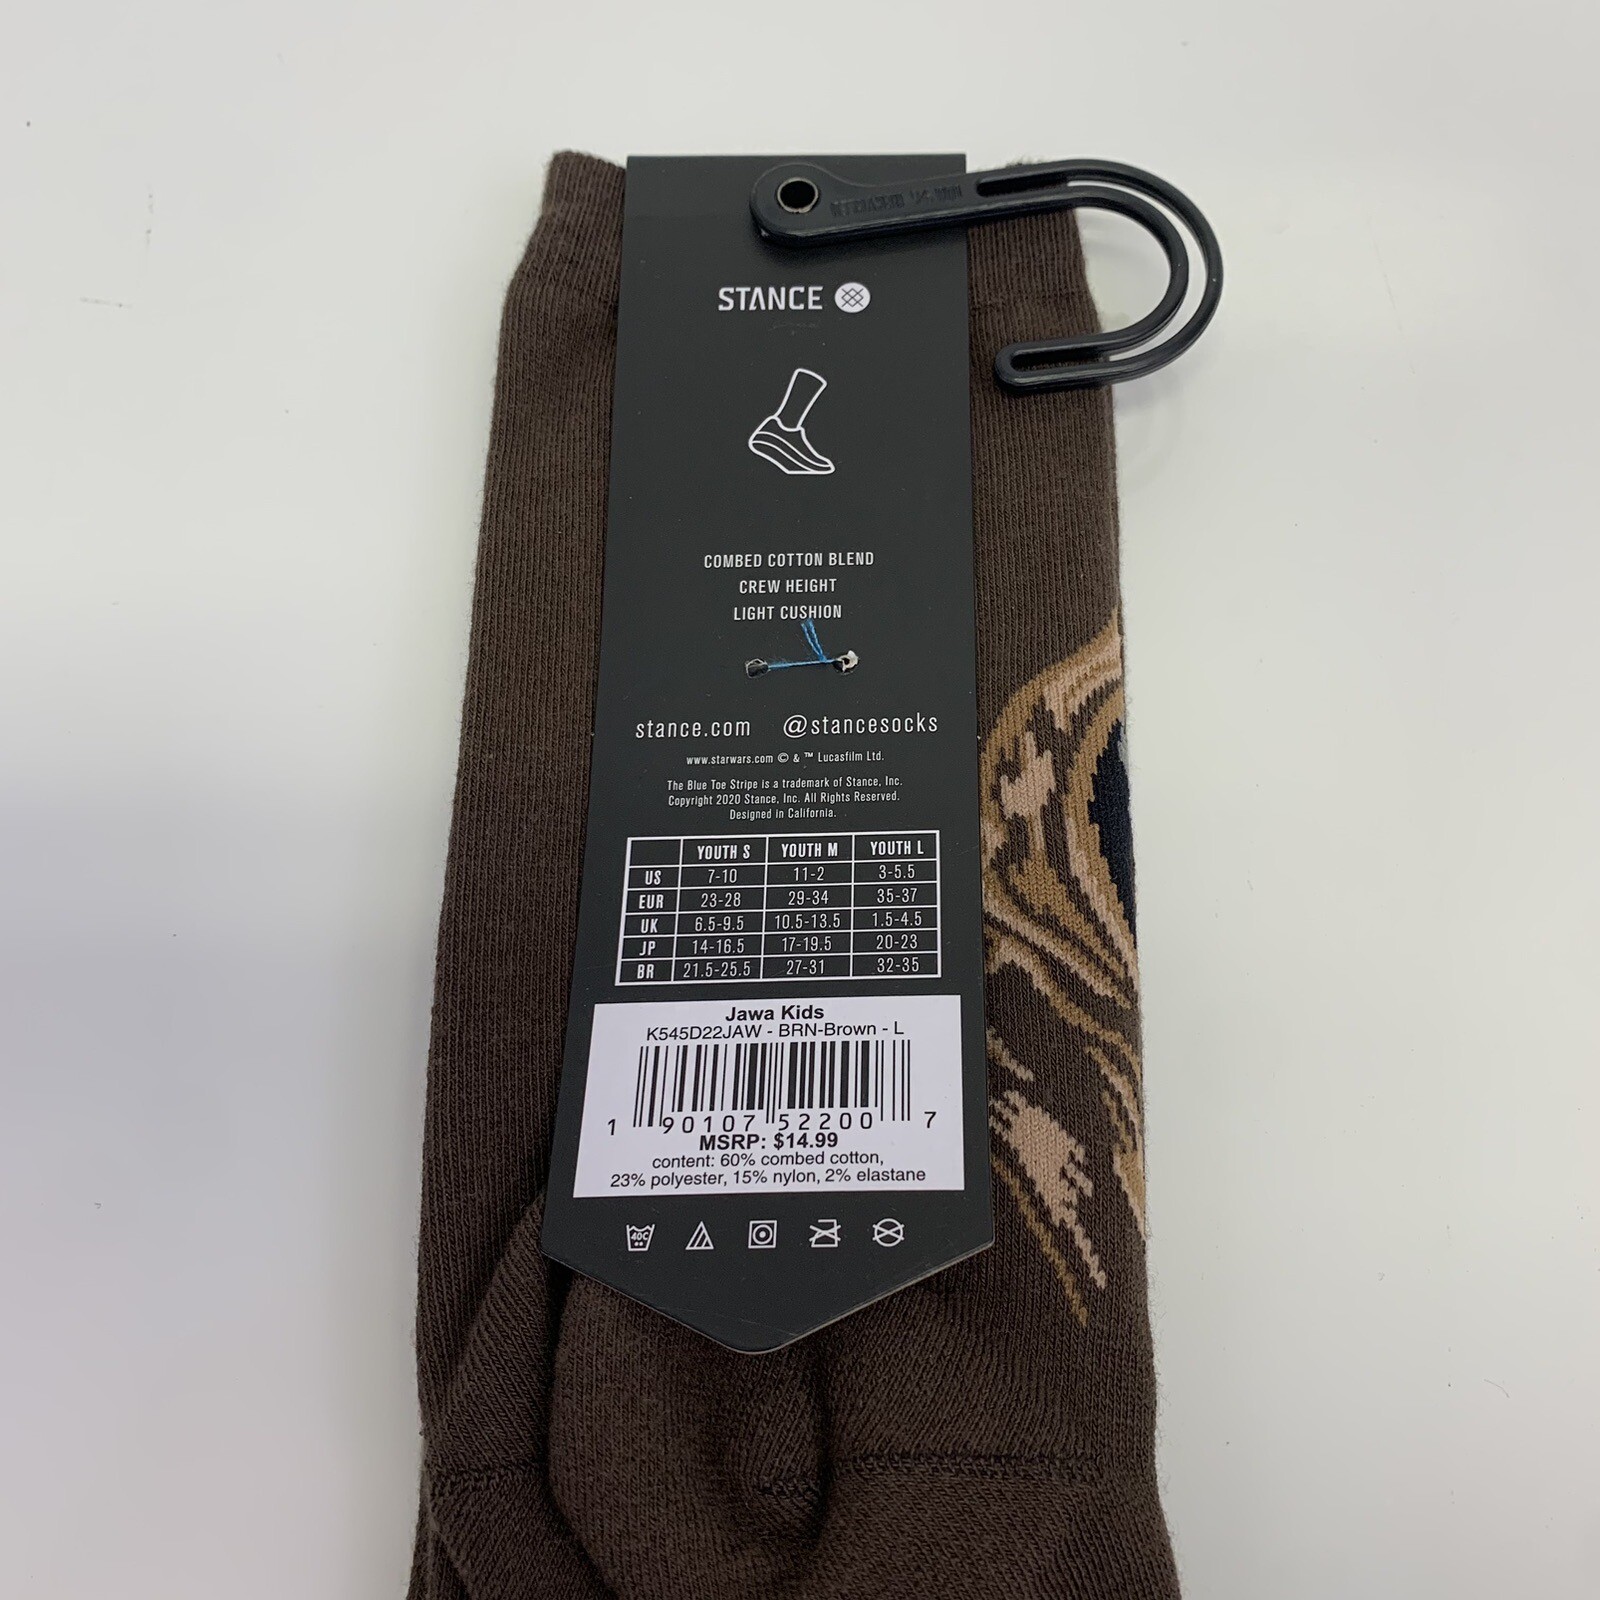 STANCE
COMBED COTTON BLEND
CREW HEIGHT
LIGHT CUSHION
stance.com @stancesocks
www.starwars.com © & ™ Lucasfilm Ltd.
The Blue Toe Stripe is a trademark of Stance, Inc.
Copyright 2020 Stance, Inc. All Rights Reserved.
Designed in California.
YOUTH S YOUTH M YOUTH L
US 7-10 11-2 3-5.5
EUR 23-28 29-34 35-37
UK 6.5-9.5 10.5-13.5 1.5-4.5
JP 14-16.5 17-19.5 20-23
BR 21.5-25.5 27-31 32-35
Jawa Kids
K545D22JAW - BRN-Brown - L
1 90107 52200 7
MSRP: $14.99
content: 60% combed cotton,
23% polyester, 15% nylon, 2% elastane
40C